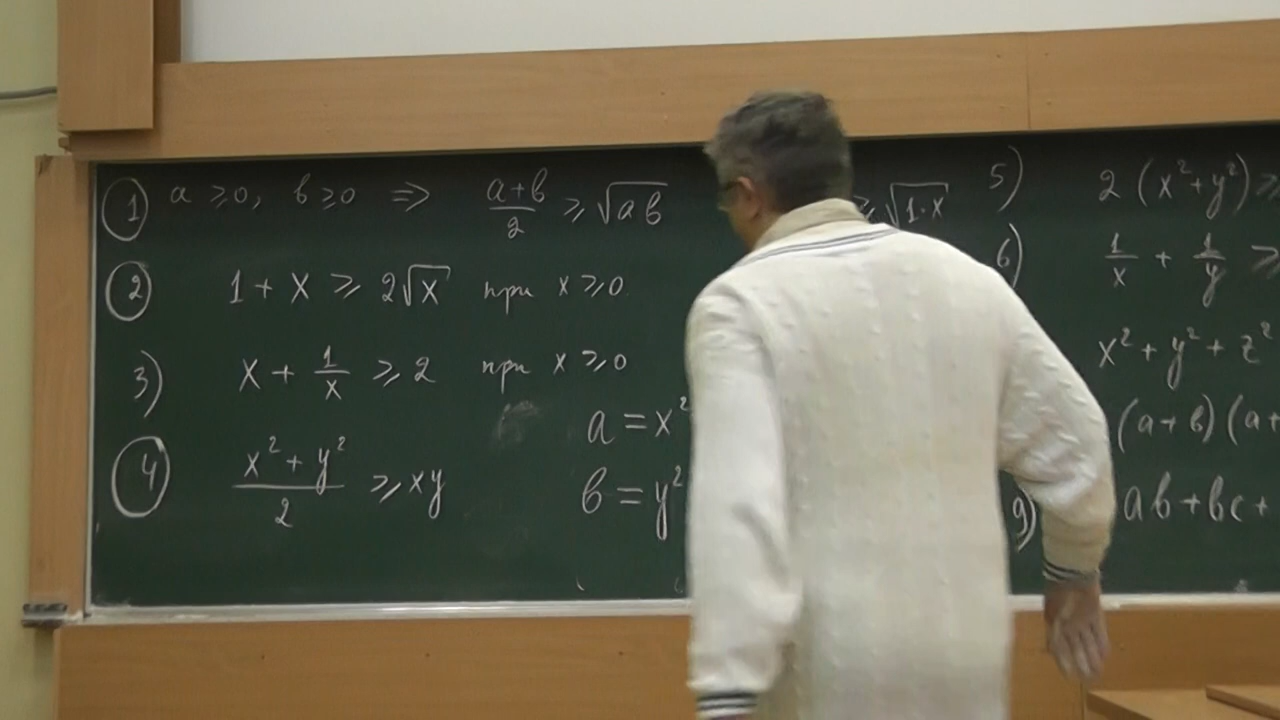 1 a ⩾ 0, b ⩾ 0 ⇒ (a+b)/2 ⩾ √(ab)
2 1 + x ⩾ 2√x при x ⩾ 0
3) x + 1/x ⩾ 2 при x ⩾ 0
4 (x² + y²)/2 ⩾ xy
a = x²
b = y²
⩾ √(1·x)
5) 2(x² + y²) ⩾
6) 1/x + 1/y ⩾
x² + y² + z²
(a+b)(a+
9) ab + bc +